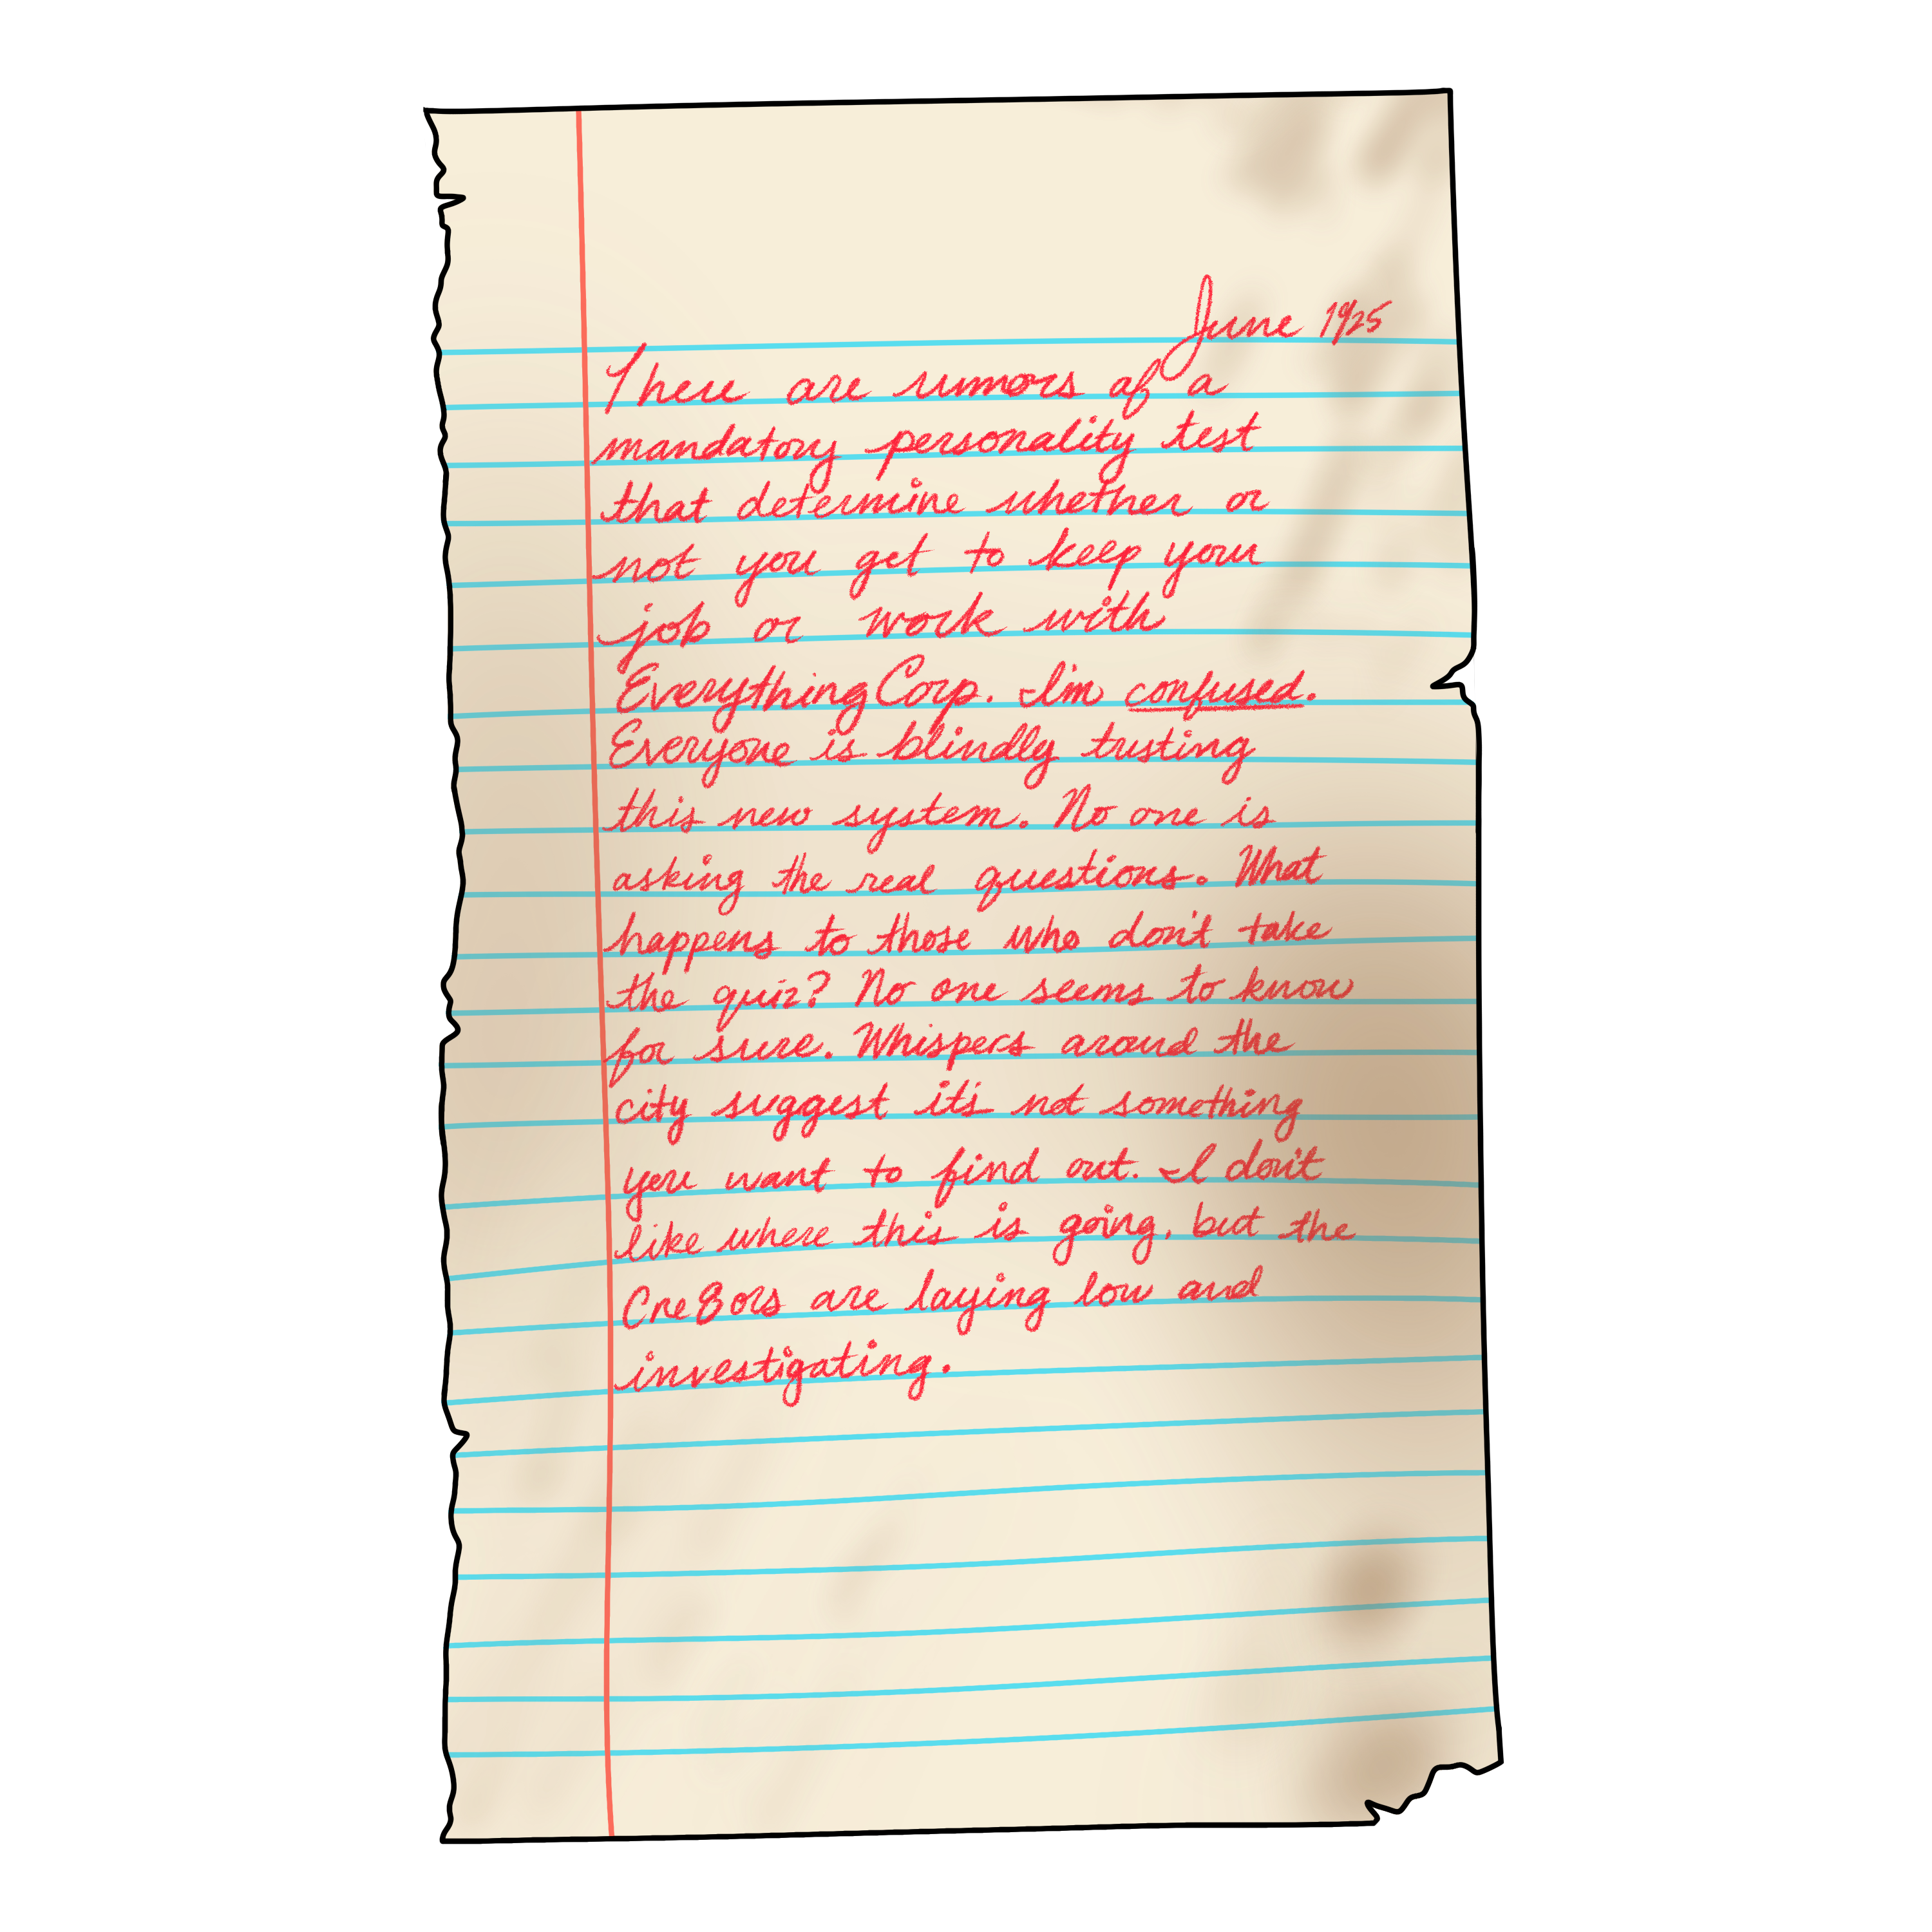 June 1925
There are rumors of a
mandatory personality test
that determine whether or
not you get to keep your
job or work with
Everything Corp. I'm confused.
Everyone is blindly trusting
this new system. No one is
asking the real questions. What
happens to those who don't take
the quiz? No one seems to know
for sure. Whispers around the
city suggest it's not something
you want to find out. I don't
like where this is going, but the
Cre8ors are laying low and
investigating.